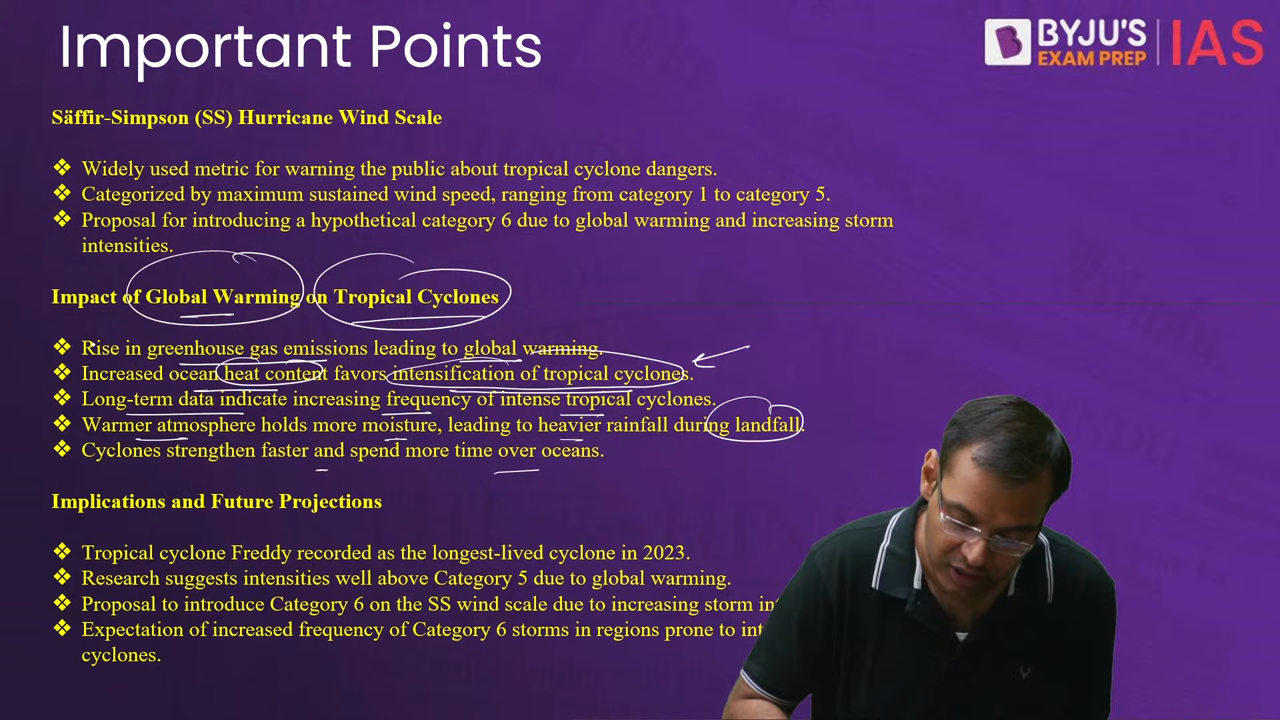 Important Points
BYJU'S
EXAM PREP
IAS
Säffir-Simpson (SS) Hurricane Wind Scale
❖ Widely used metric for warning the public about tropical cyclone dangers.
❖ Categorized by maximum sustained wind speed, ranging from category 1 to category 5.
❖ Proposal for introducing a hypothetical category 6 due to global warming and increasing storm
intensities.
Impact of Global Warming on Tropical Cyclones
❖ Rise in greenhouse gas emissions leading to global warming.
❖ Increased ocean heat content favors intensification of tropical cyclones.
❖ Long-term data indicate increasing frequency of intense tropical cyclones.
❖ Warmer atmosphere holds more moisture, leading to heavier rainfall during landfall.
❖ Cyclones strengthen faster and spend more time over oceans.
Implications and Future Projections
❖ Tropical cyclone Freddy recorded as the longest-lived cyclone in 2023.
❖ Research suggests intensities well above Category 5 due to global warming.
❖ Proposal to introduce Category 6 on the SS wind scale due to increasing storm
❖ Expectation of increased frequency of Category 6 storms in regions prone to
cyclones.